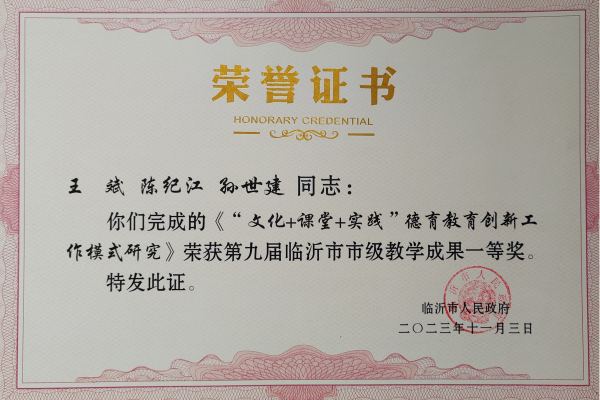 荣誉证书
HONORARY CREDENTIAL
王 斌 陈纪江 孙世建 同志：
你们完成的《“文化+课堂+实践”德育教育创新工
作模式研究》荣获第九届临沂市市级教学成果一等奖。
特发此证。
临沂市人民政府
二〇二三年十一月三日